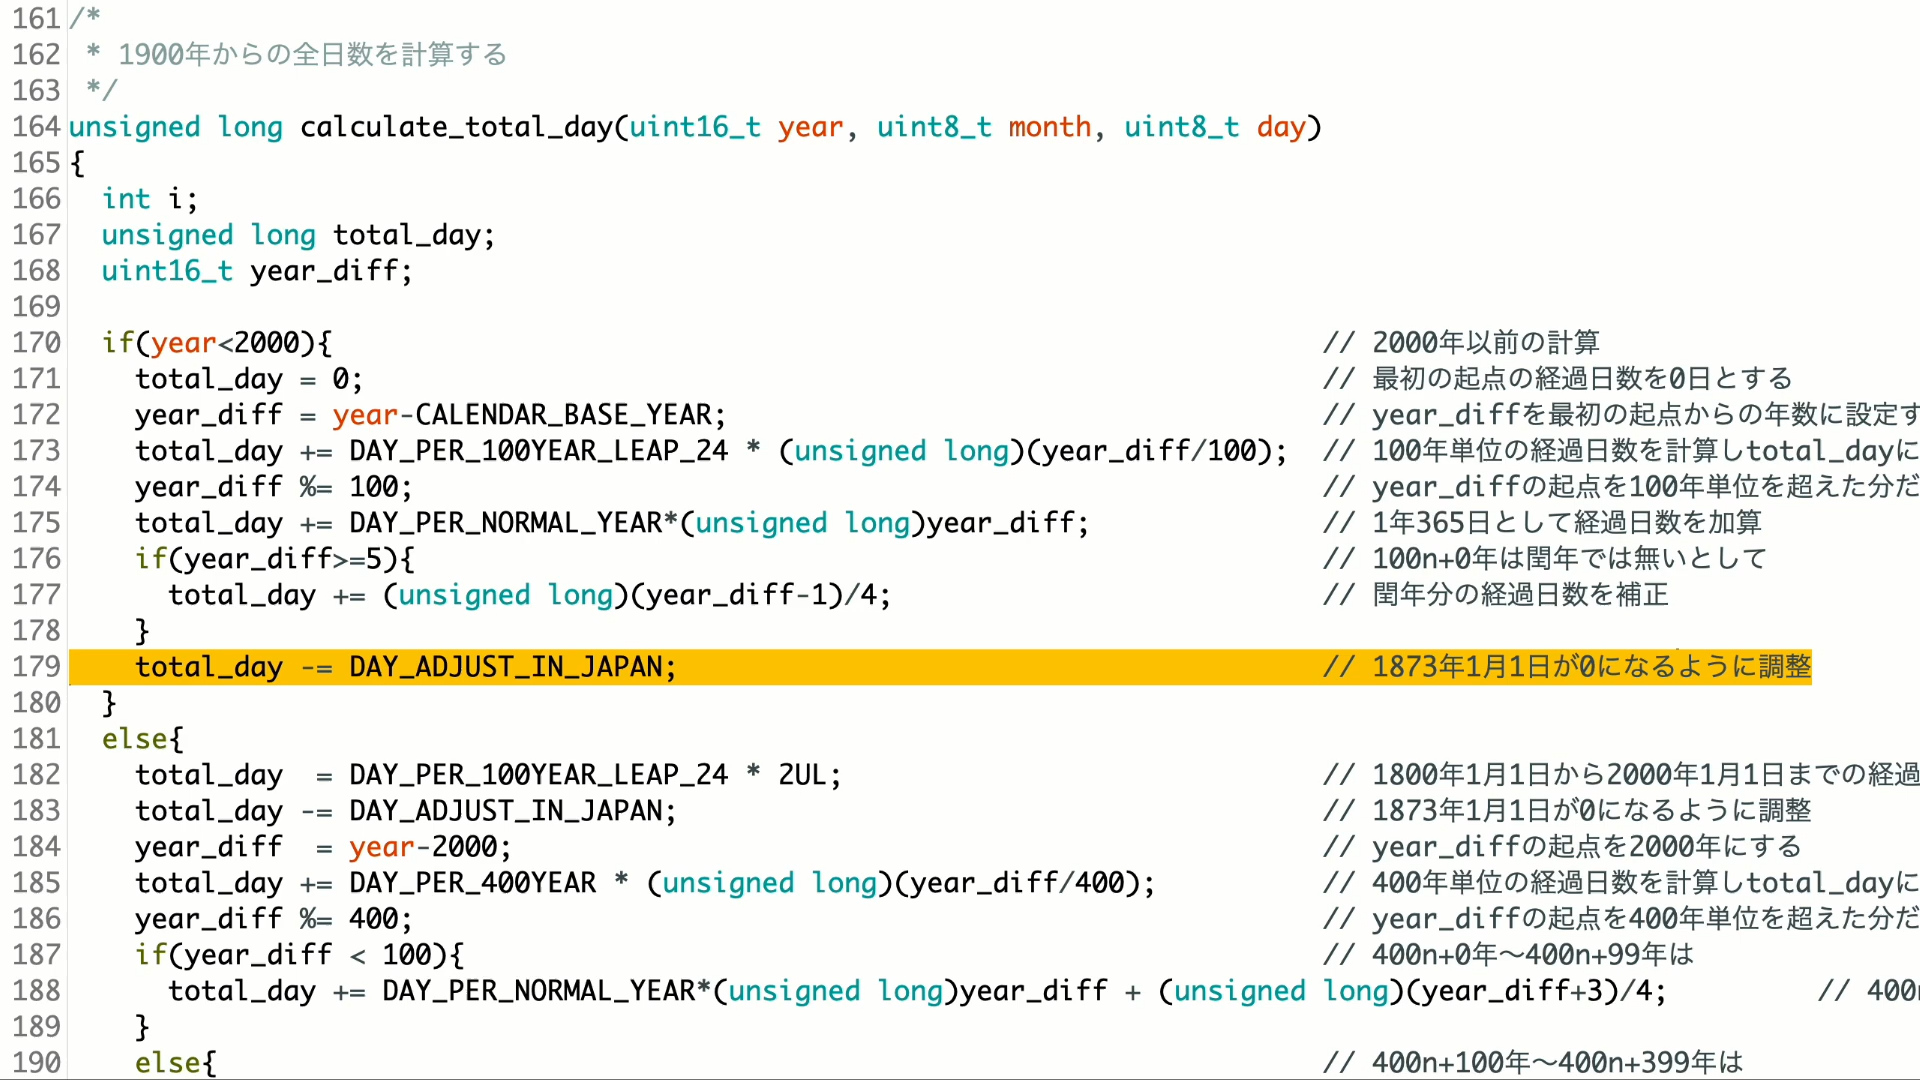 161 /*
162  * 1900年からの全日数を計算する
163  */
164 unsigned long calculate_total_day(uint16_t year, uint8_t month, uint8_t day)
165 {
166   int i;
167   unsigned long total_day;
168   uint16_t year_diff;
169
170   if(year<2000){ // 2000年以前の計算
171     total_day = 0; // 最初の起点の経過日数を0日とする
172     year_diff = year-CALENDAR_BASE_YEAR; // year_diffを最初の起点からの年数に設定す
173     total_day += DAY_PER_100YEAR_LEAP_24 * (unsigned long)(year_diff/100); // 100年単位の経過日数を計算しtotal_dayに
174     year_diff %= 100; // year_diffの起点を100年単位を超えた分だ
175     total_day += DAY_PER_NORMAL_YEAR*(unsigned long)year_diff; // 1年365日として経過日数を加算
176     if(year_diff>=5){ // 100n+0年は閏年では無いとして
177       total_day += (unsigned long)(year_diff-1)/4; // 閏年分の経過日数を補正
178     }
179     total_day -= DAY_ADJUST_IN_JAPAN; // 1873年1月1日が0になるように調整
180   }
181   else{
182     total_day  = DAY_PER_100YEAR_LEAP_24 * 2UL; // 1800年1月1日から2000年1月1日までの経過
183     total_day -= DAY_ADJUST_IN_JAPAN; // 1873年1月1日が0になるように調整
184     year_diff  = year-2000; // year_diffの起点を2000年にする
185     total_day += DAY_PER_400YEAR * (unsigned long)(year_diff/400); // 400年単位の経過日数を計算しtotal_dayに
186     year_diff %= 400; // year_diffの起点を400年単位を超えた分だ
187     if(year_diff < 100){ // 400n+0年〜400n+99年は
188       total_day += DAY_PER_NORMAL_YEAR*(unsigned long)year_diff + (unsigned long)(year_diff+3)/4; // 400n
189     }
190     else{ // 400n+100年〜400n+399年は